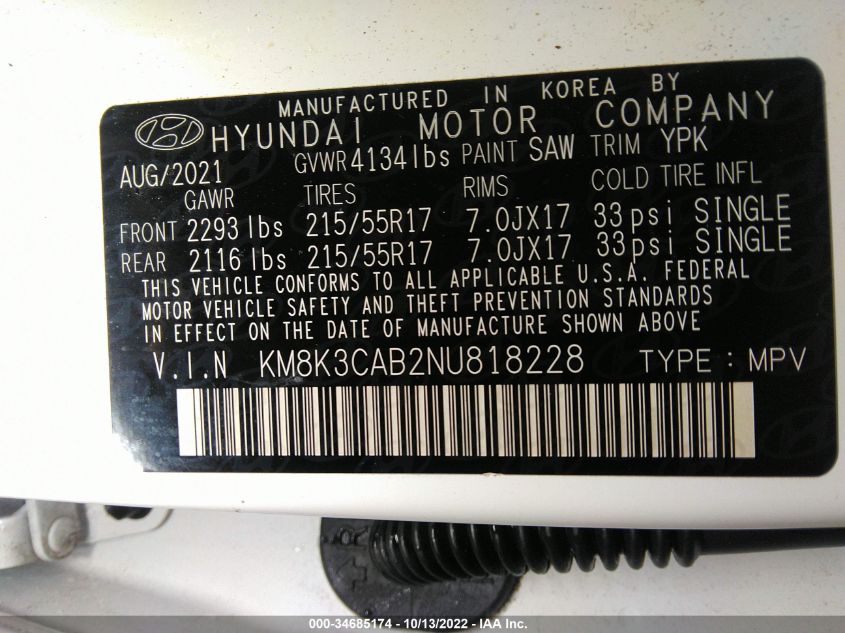 MANUFACTURED IN KOREA BY
HYUNDAI MOTOR COMPANY
AUG/2021 GVWR 4134 lbs PAINT SAW TRIM YPK
GAWR TIRES RIMS COLD TIRE INFL
FRONT 2293 lbs 215/55R17 7.0JX17 33psi SINGLE
REAR 2116 lbs 215/55R17 7.0JX17 33psi SINGLE
THIS VEHICLE CONFORMS TO ALL APPLICABLE U.S.A. FEDERAL
MOTOR VEHICLE SAFETY AND THEFT PREVENTION STANDARDS
IN EFFECT ON THE DATE OF MANUFACTURE SHOWN ABOVE.
V.I.N KM8K3CAB2NU818228 TYPE : MPV
R
000-34685174 - 10/13/2022 - IAA Inc.